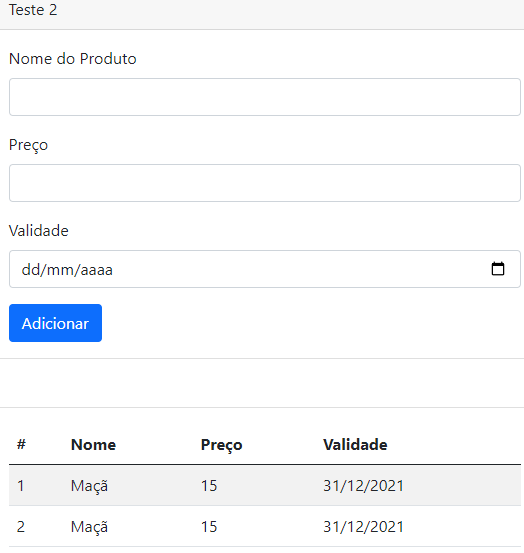 Teste 2
Nome do Produto
Preço
Validade
dd/mm/aaaa
Adicionar
# Nome Preço Validade
1 Maçã 15 31/12/2021
2 Maçã 15 31/12/2021